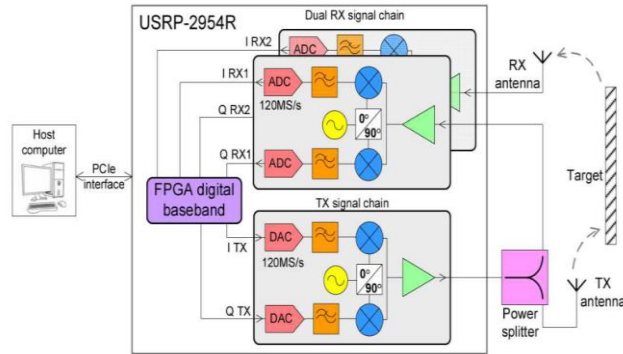 USRP-2954R
Dual RX signal chain
I RX2
ADC
I RX1
ADC
120MS/s
RX
antenna
Q RX2
0°
90°
Host
computer
PCIe
interface
Q RX1
ADC
FPGA digital
baseband
Target
TX signal chain
DAC
I TX
120MS/s
0°
90°
TX
antenna
Q TX
DAC
Power
splitter